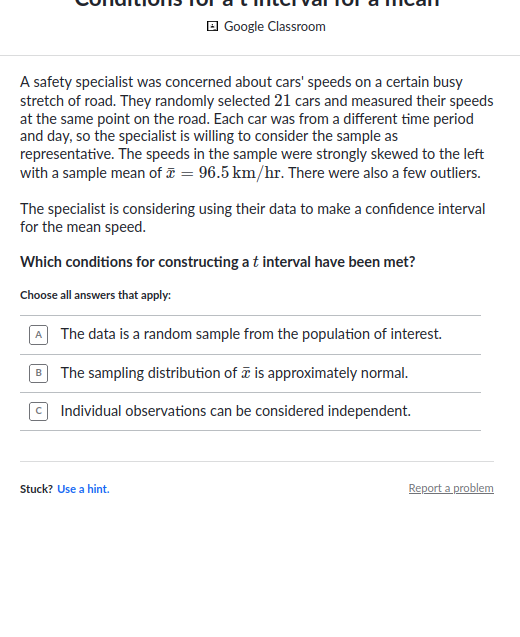 Conditions for a t interval for a mean
Google Classroom
A safety specialist was concerned about cars' speeds on a certain busy
stretch of road. They randomly selected 21 cars and measured their speeds
at the same point on the road. Each car was from a different time period
and day, so the specialist is willing to consider the sample as
representative. The speeds in the sample were strongly skewed to the left
with a sample mean of x̄ = 96.5 km/hr. There were also a few outliers.
The specialist is considering using their data to make a confidence interval
for the mean speed.
Which conditions for constructing a t interval have been met?
Choose all answers that apply:
A The data is a random sample from the population of interest.
B The sampling distribution of x̄ is approximately normal.
C Individual observations can be considered independent.
Stuck? Use a hint.
Report a problem